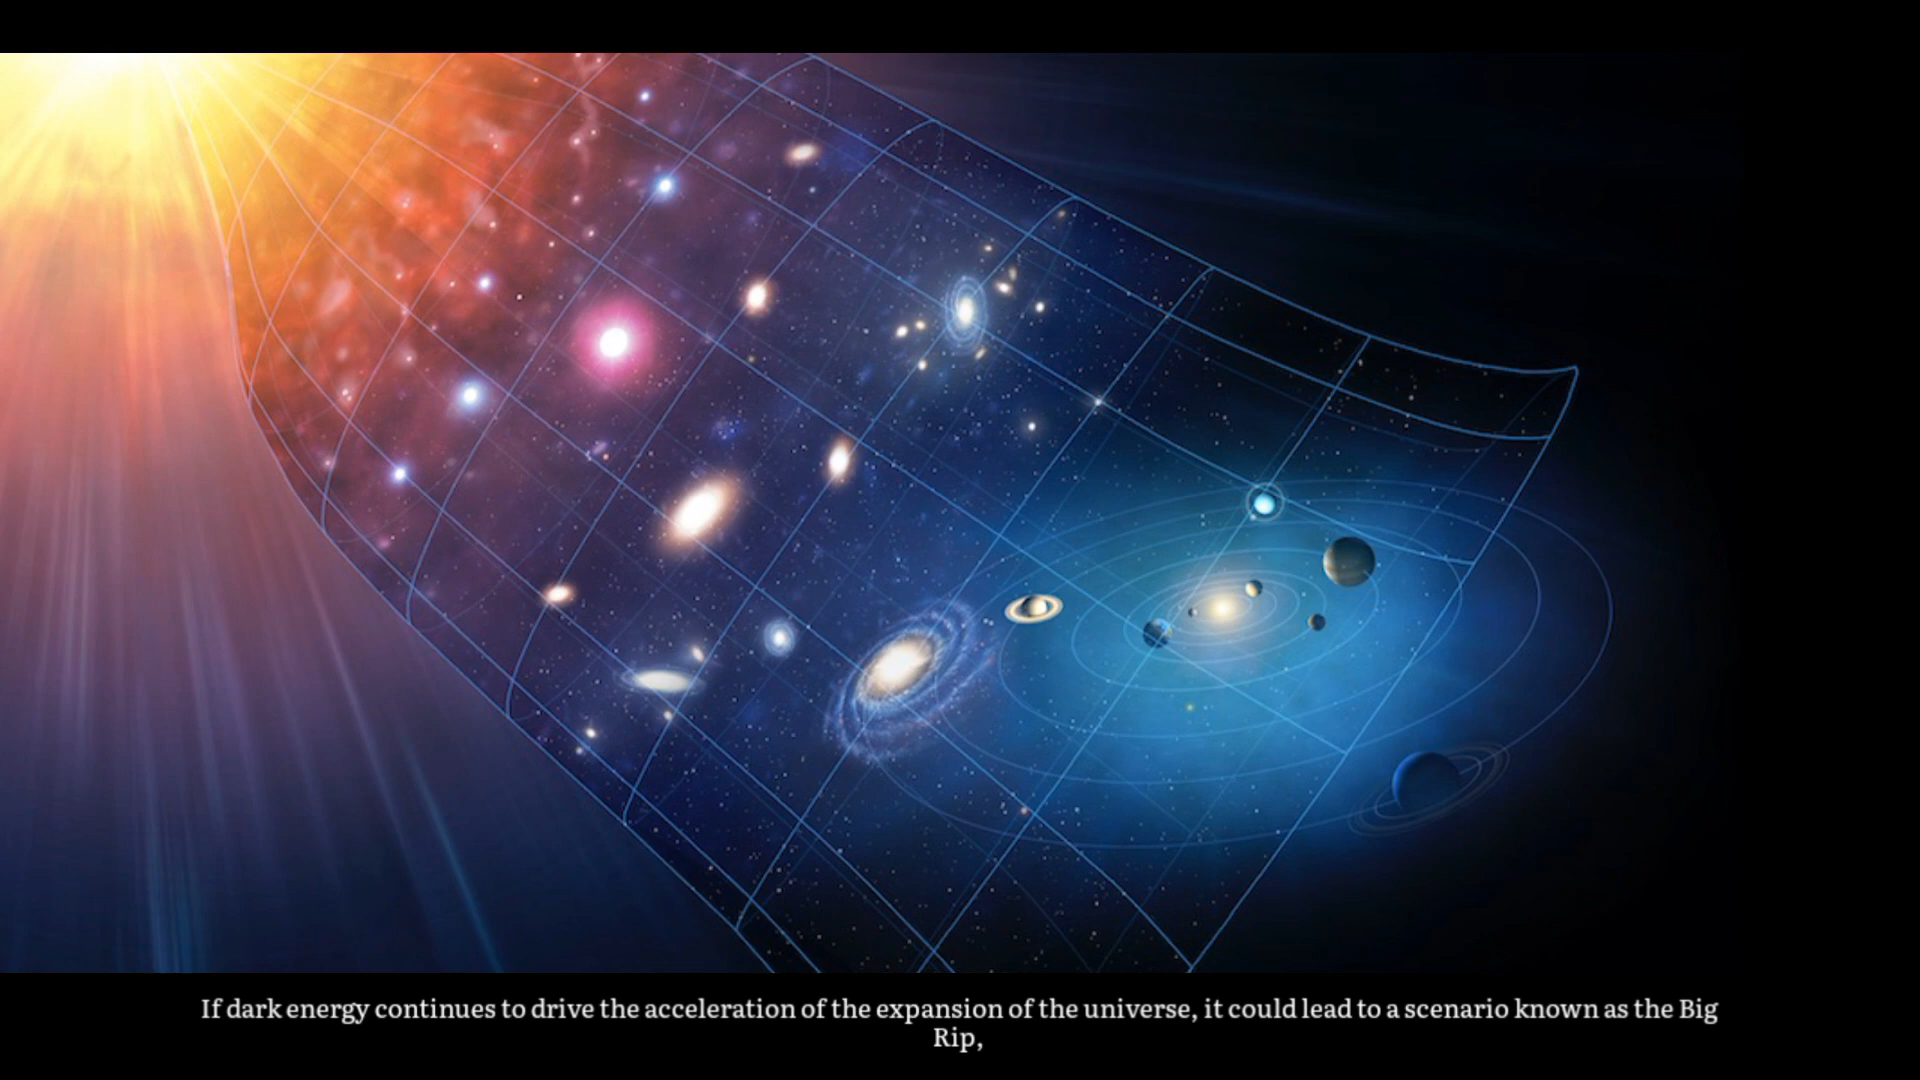 If dark energy continues to drive the acceleration of the expansion of the universe, it could lead to a scenario known as the Big
Rip,